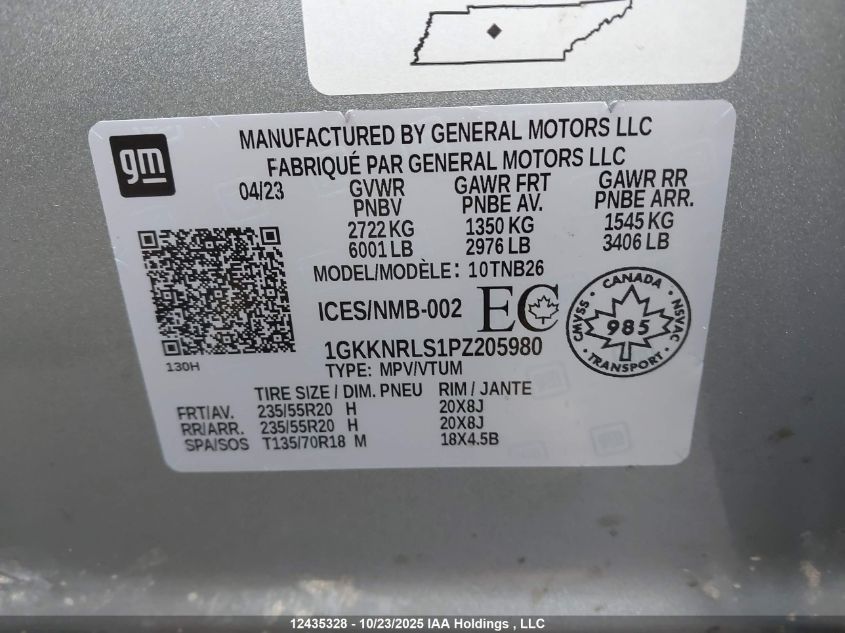 gm
MANUFACTURED BY GENERAL MOTORS LLC
FABRIQUÉ PAR GENERAL MOTORS LLC
04/23 GVWR GAWR FRT GAWR RR
PNBV PNBE AV. PNBE ARR.
2722 KG 1350 KG 1545 KG
6001 LB 2976 LB 3406 LB
MODEL/MODÈLE: 10TNB26
ICES/NMB-002 EC
CANADA
CMVSS 985 NSVAC
TRANSPORT
1GKKNRLS1PZ205980
130H
TYPE: MPV/VTUM
TIRE SIZE / DIM. PNEU RIM / JANTE
FRT/AV. 235/55R20 H 20X8J
RR/ARR. 235/55R20 H 20X8J
SPA/SOS T135/70R18 M 18X4.5B
12435328 - 10/23/2025 IAA Holdings , LLC